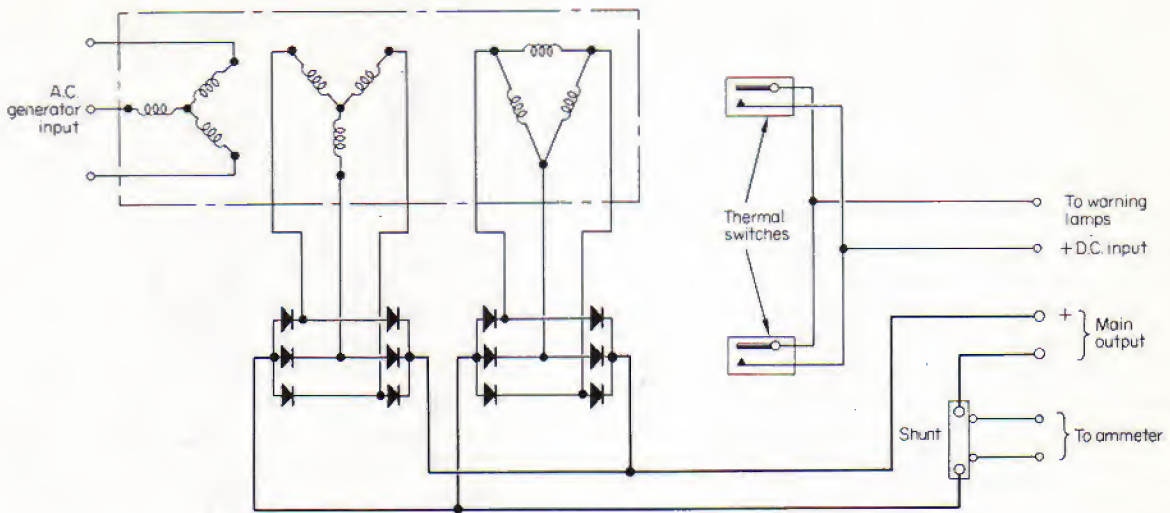 A.C.
generator
input
Thermal
switches
To warning
lamps
+ D.C. input
+
Main
output
Shunt
To ammeter